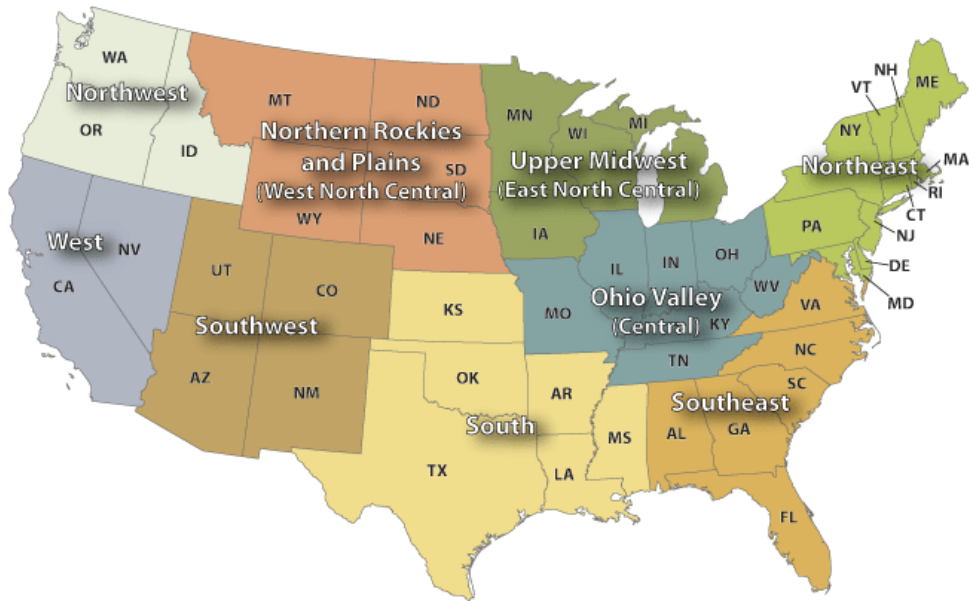 WA
Northwest
OR
ID
MT
ND
Northern Rockies
and Plains
(West North Central)
SD
WY
NE
MN
WI
MI
Upper Midwest
(East North Central)
IA
NH
VT
ME
NY
Northeast
MA
RI
CT
PA
NJ
DE
MD
West
NV
CA
UT
CO
Southwest
AZ
NM
KS
OK
AR
South
TX
LA
MS
IL
IN
OH
WV
Ohio Valley
(Central)
MO
KY
TN
VA
NC
SC
Southeast
AL
GA
FL